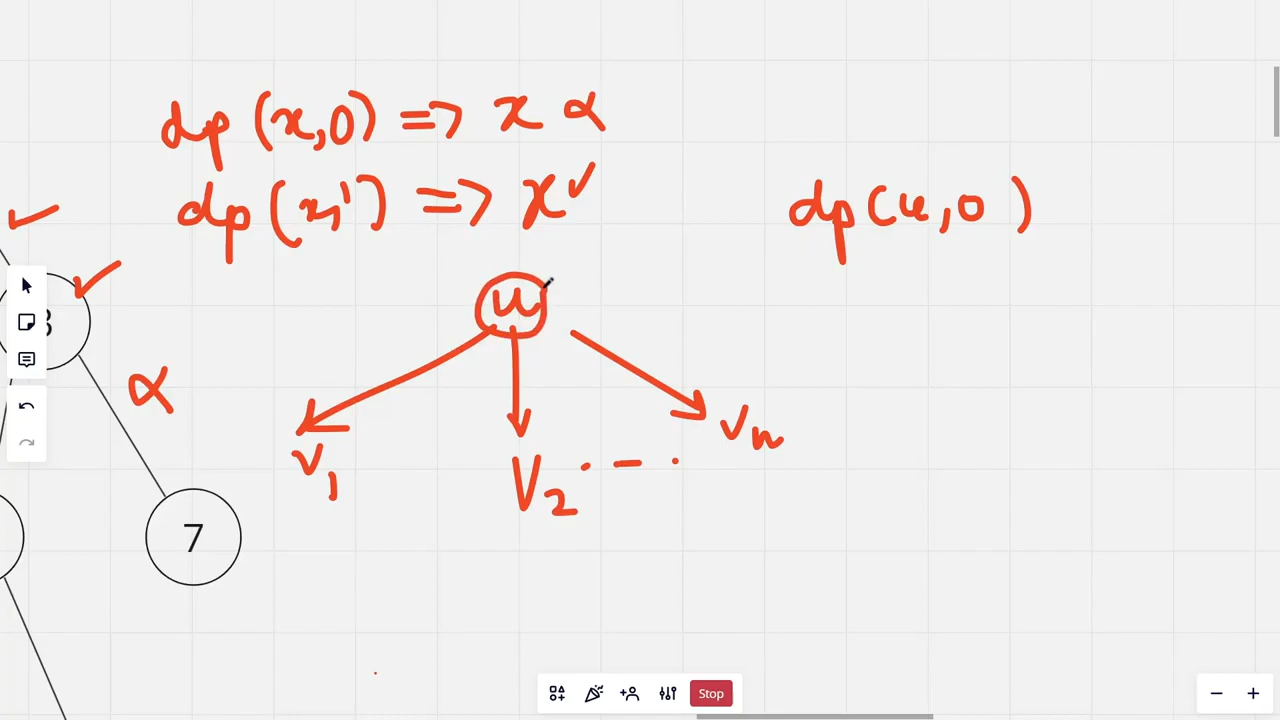 dp(x,0) => x α
dp(x,1) => x ✓
dp(u,0)
u
α
V1
V2 . - .
Vn
7
Stop